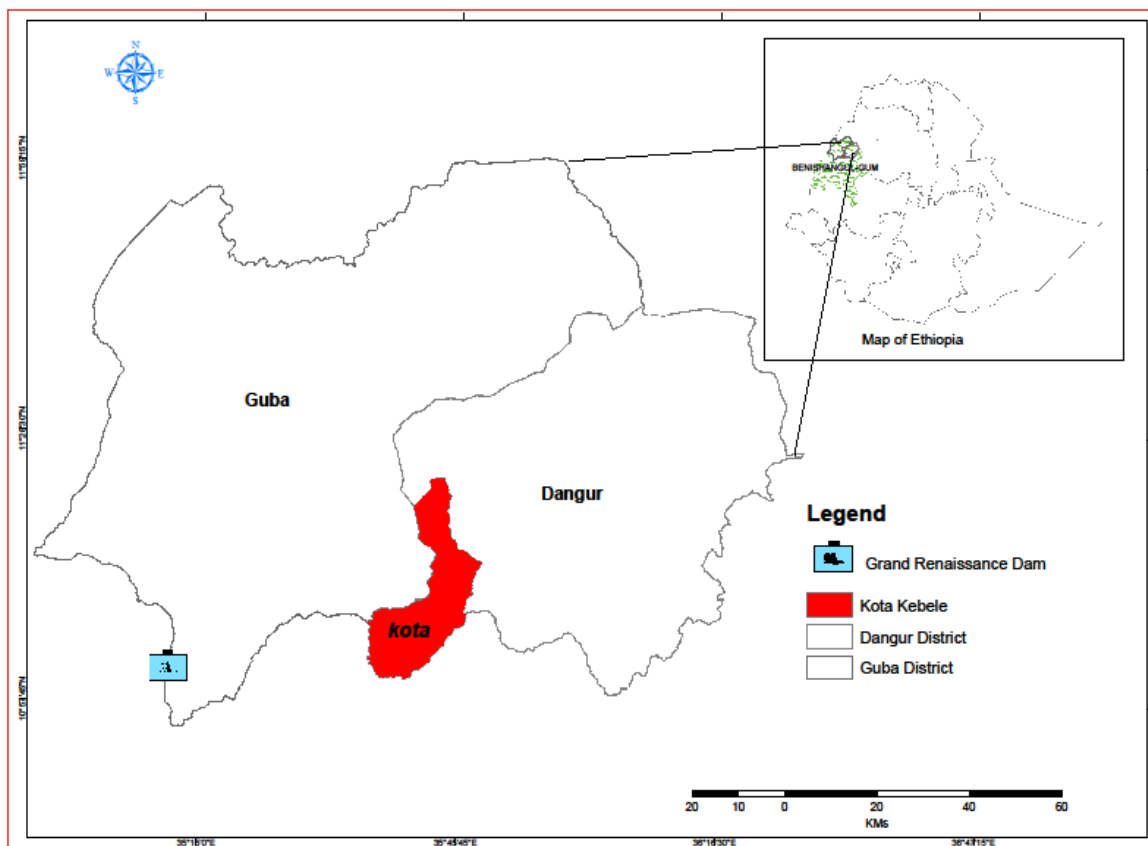 N
W E
S
BENISHANGUL-GUM
Map of Ethiopia
Guba
Dangur
kota
Legend
Grand Renaissance Dam
Kota Kebele
Dangur District
Guba District
20 10 0 20 40 60
KMs